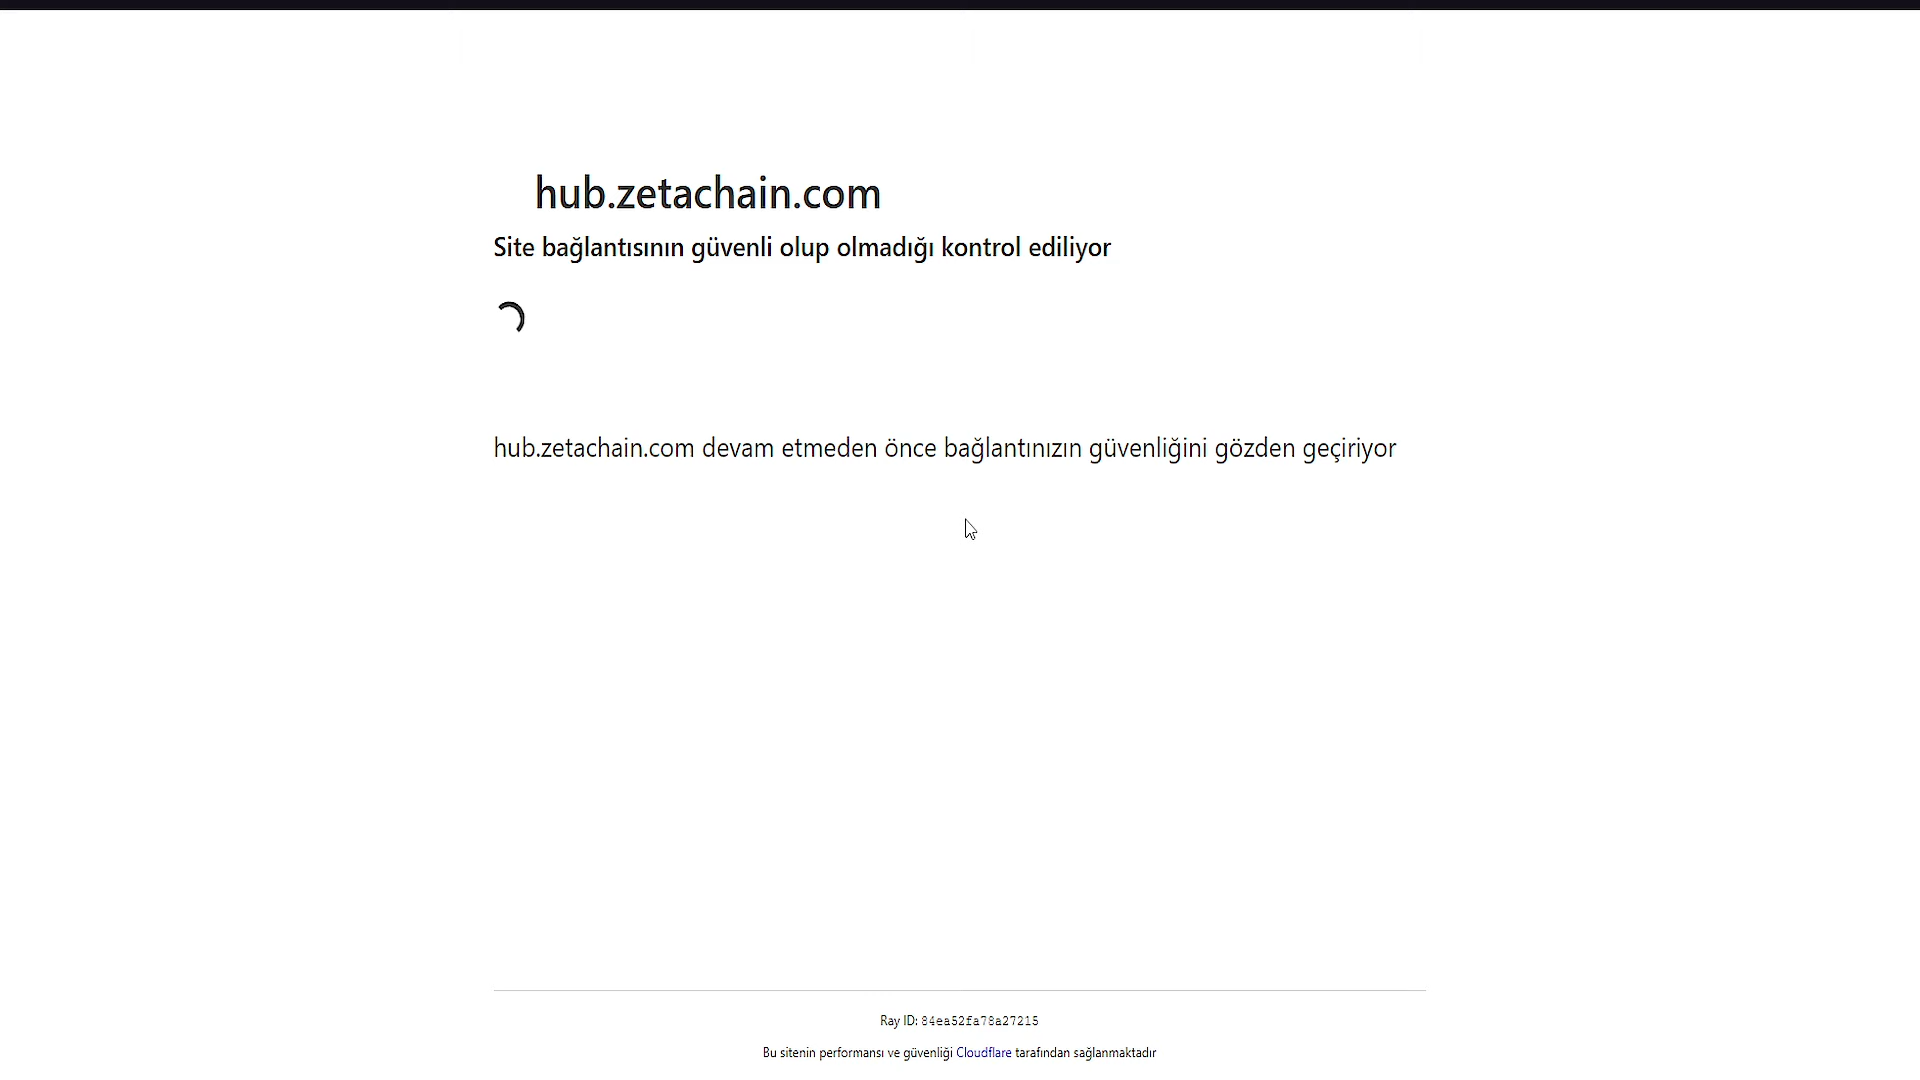 hub.zetachain.com
Site bağlantısının güvenli olup olmadığı kontrol ediliyor
hub.zetachain.com devam etmeden önce bağlantınızın güvenliğini gözden geçiriyor
Ray ID: 84ea52fa78a27215
Bu sitenin performansı ve güvenliği Cloudflare tarafından sağlanmaktadır